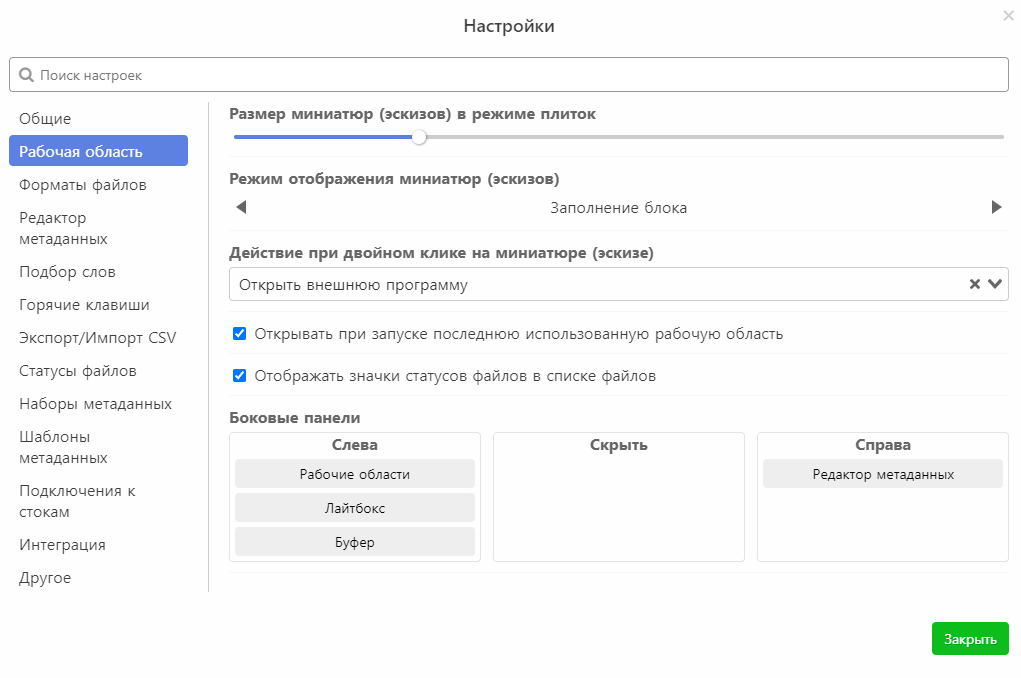 Настройки
Поиск настроек
Общие
Рабочая область
Форматы файлов
Редактор
метаданных
Подбор слов
Горячие клавиши
Экспорт/Импорт CSV
Статусы файлов
Наборы метаданных
Шаблоны
метаданных
Подключения к
стокам
Интеграция
Другое
Размер миниатюр (эскизов) в режиме плиток
Режим отображения миниатюр (эскизов)
Заполнение блока
Действие при двойном клике на миниатюре (эскизе)
Открыть внешнюю программу
Открывать при запуске последнюю использованную рабочую область
Отображать значки статусов файлов в списке файлов
Боковые панели
Слева
Рабочие области
Лайтбокс
Буфер
Скрыть
Справа
Редактор метаданных
Закрыть